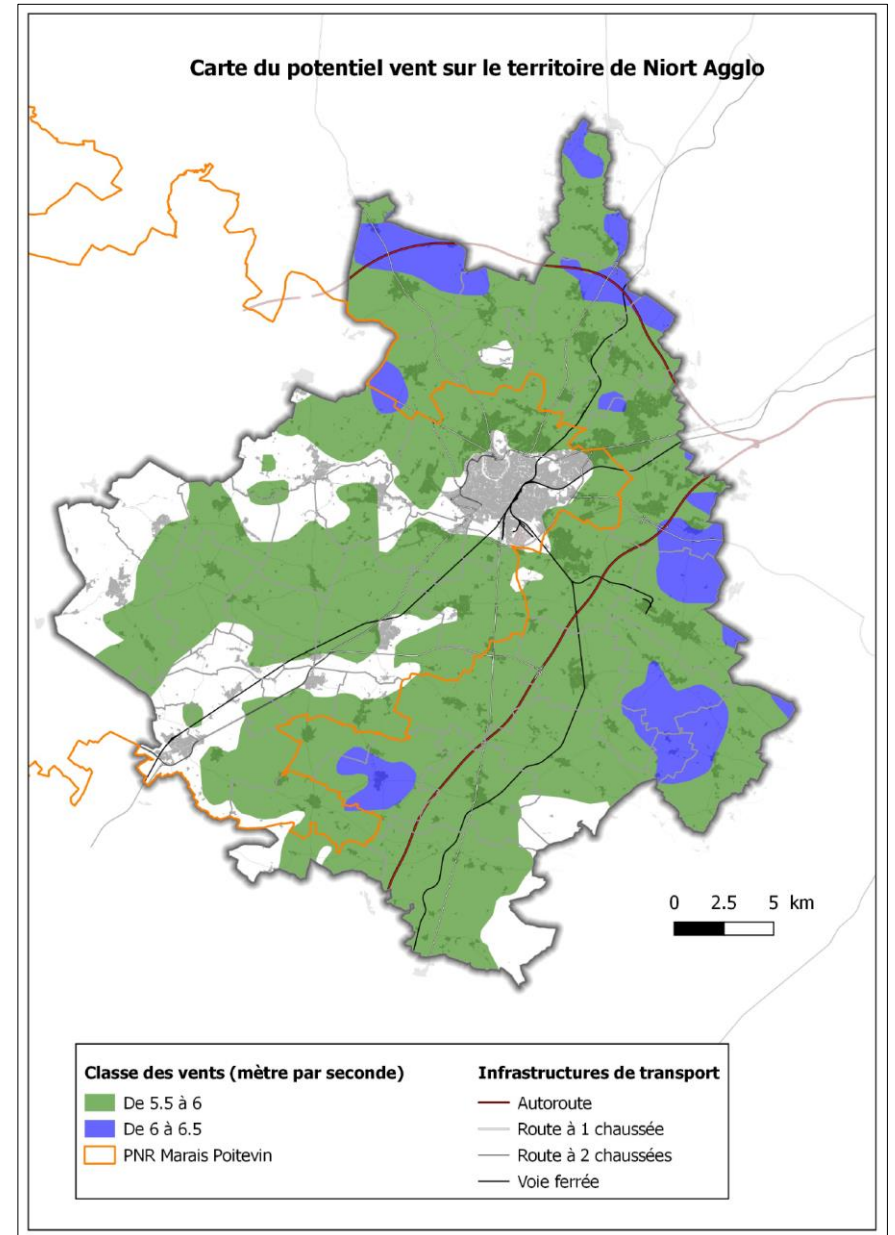 Carte du potentiel vent sur le territoire de Niort Agglo
0 2.5 5 km
Classe des vents (mètre par seconde)
De 5.5 à 6
De 6 à 6.5
PNR Marais Poitevin
Infrastructures de transport
Autoroute
Route à 1 chaussée
Route à 2 chaussées
Voie ferrée